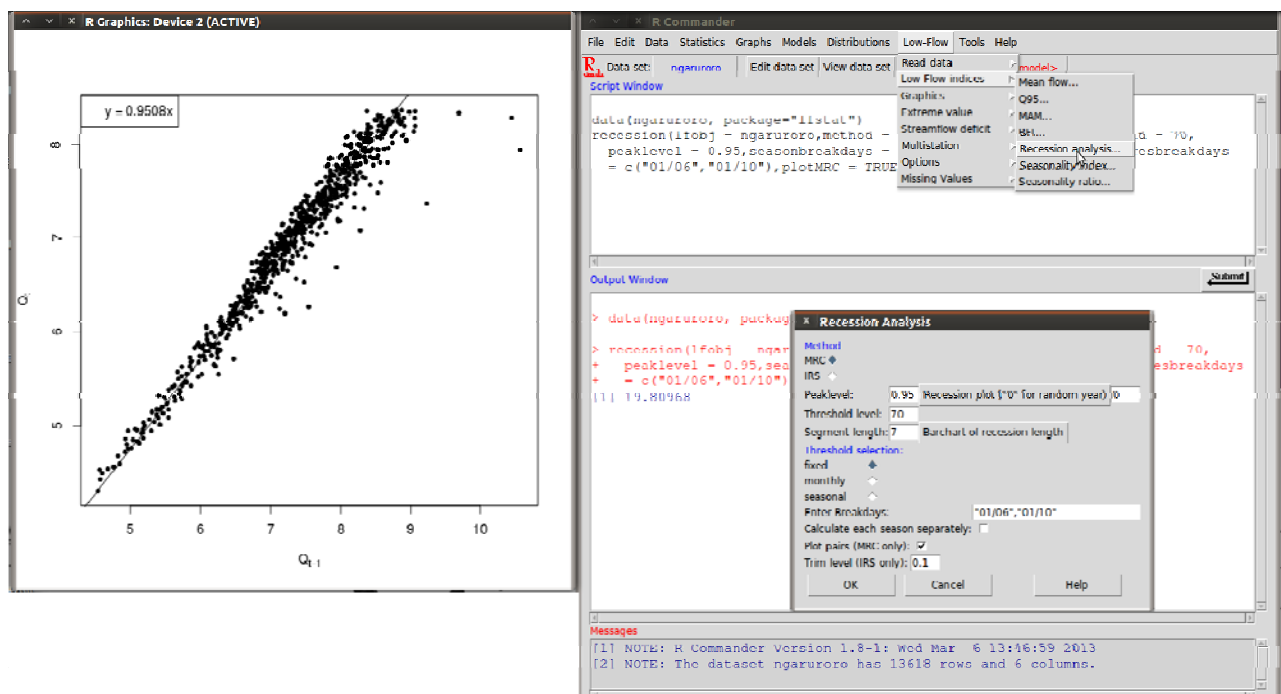 R Graphics: Device 2 (ACTIVE)
y = 0.9508x
8
7
6
5
5 6 7 8 9 10
Q
Qt-1
R Commander
File Edit Data Statistics Graphs Models Distributions Low-Flow Tools Help
Data set: ngaruroro Edit data set View data set model>
Script Window
Read data
Low Flow indices
Graphics
Extreme value
Streamflow deficit
Multistation
Options
Missing Values
Mean flow...
Q95...
MAM...
BFI...
Recession analysis...
Seasonality index...
Seasonality ratio...
data(ngaruroro, package="lfstat")
recession(lfobj = ngaruroro,method = = 70,
peaklevel = 0.95,seasonbreakdays = esbreakdays
= c("01/06","01/10"),plotMRC = TRUE
Output Window
Submit
> data(ngaruroro, packag
> recession(lfobj = ngar = 70,
+ peaklevel = 0.95,sea esbreakdays
+ = c("01/06","01/10")
[1] 19.80968
Recession Analysis
Method
MRC
IRS
Peaklevel: 0.95 Recession plot ("0" for random year) 0
Threshold level: 70
Segment length: 7 Barchart of recession length
Threshold selection:
fixed
monthly
seasonal
Enter Breakdays: "01/06","01/10"
Calculate each season separately:
Plot pairs (MRC only):
Trim level (IRS only): 0.1
OK Cancel Help
Messages
[1] NOTE: R Commander Version 1.8-1: Wed Mar 6 13:46:59 2013
[2] NOTE: The dataset ngaruroro has 13618 rows and 6 columns.